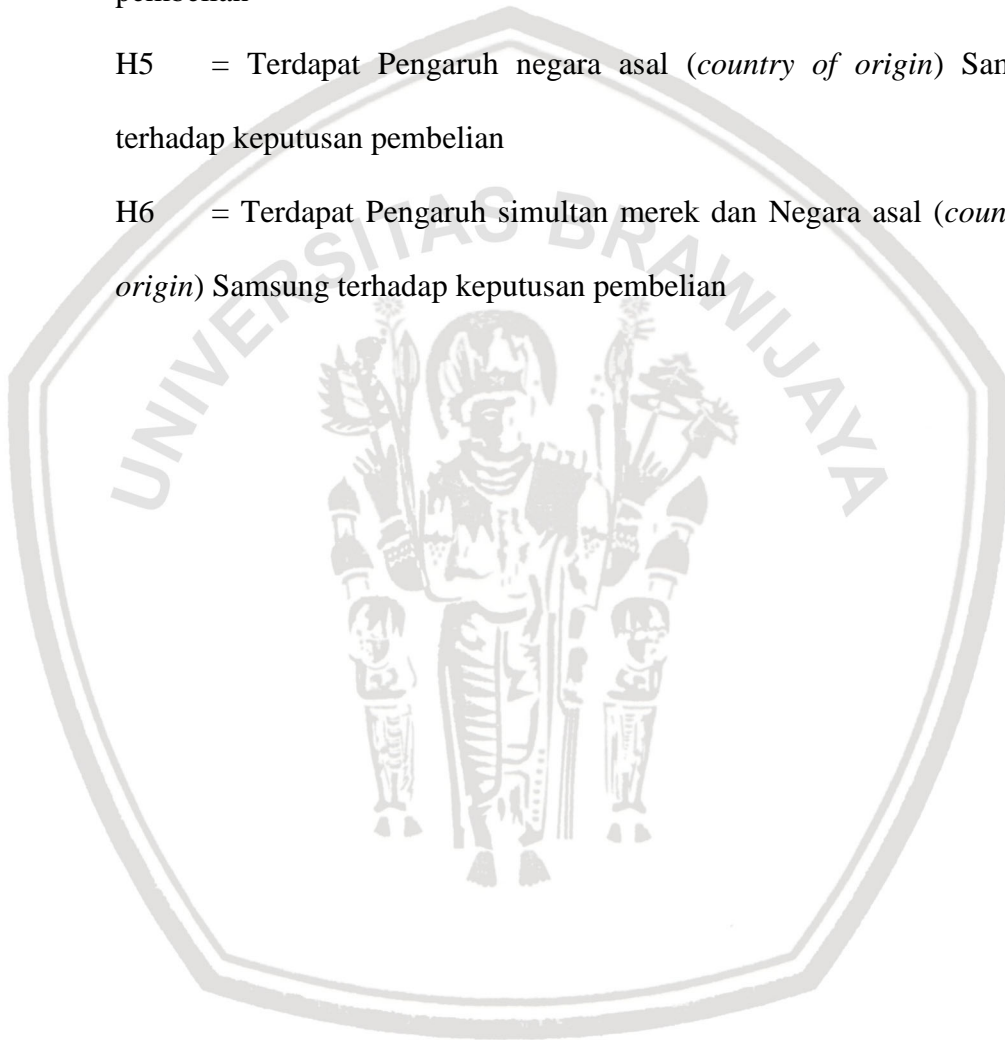 pembelian
H5 = Terdapat Pengaruh negara asal (country of origin)
terhadap keputusan pembelian
H6 = Terdapat Pengaruh simultan merek dan Negara asal
origin) Samsung terhadap keputusan pembelian
UNIVERSITAS BRAWIJAYA